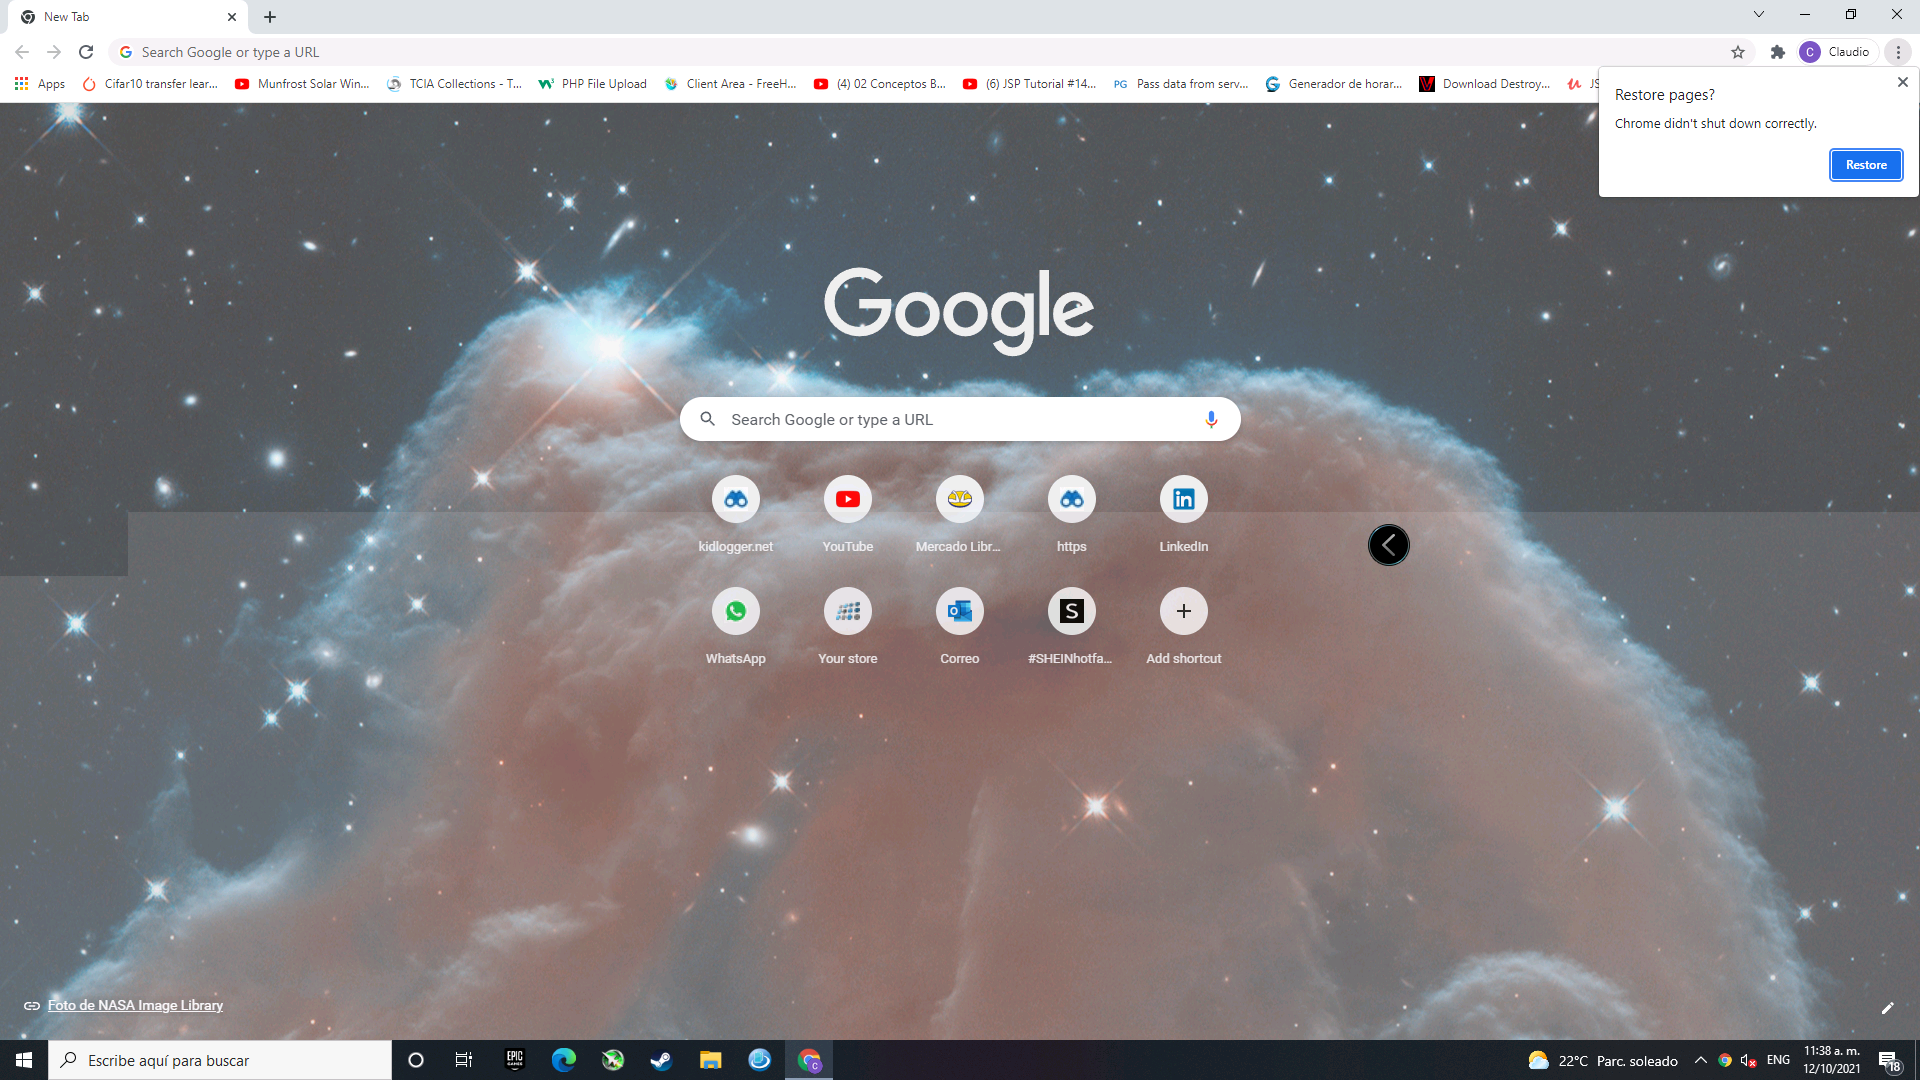 New Tab
Search Google or type a URL
Claudio
Apps
Cifar10 transfer lear...
Munfrost Solar Win...
TCIA Collections - T...
PHP File Upload
Client Area - FreeH...
(4) 02 Conceptos B...
(6) JSP Tutorial #14...
PG Pass data from serv...
Generador de horar...
Download Destroy...
JS
Restore pages?
Chrome didn't shut down correctly.
Restore
Google
Search Google or type a URL
kidlogger.net
YouTube
Mercado Libr...
https
LinkedIn
WhatsApp
Your store
Correo
#SHEINhotfa...
Add shortcut
Foto de NASA Image Library
Escribe aquí para buscar
EPIC GAMES
22°C Parc. soleado
ENG
11:38 a. m.
12/10/2021
18